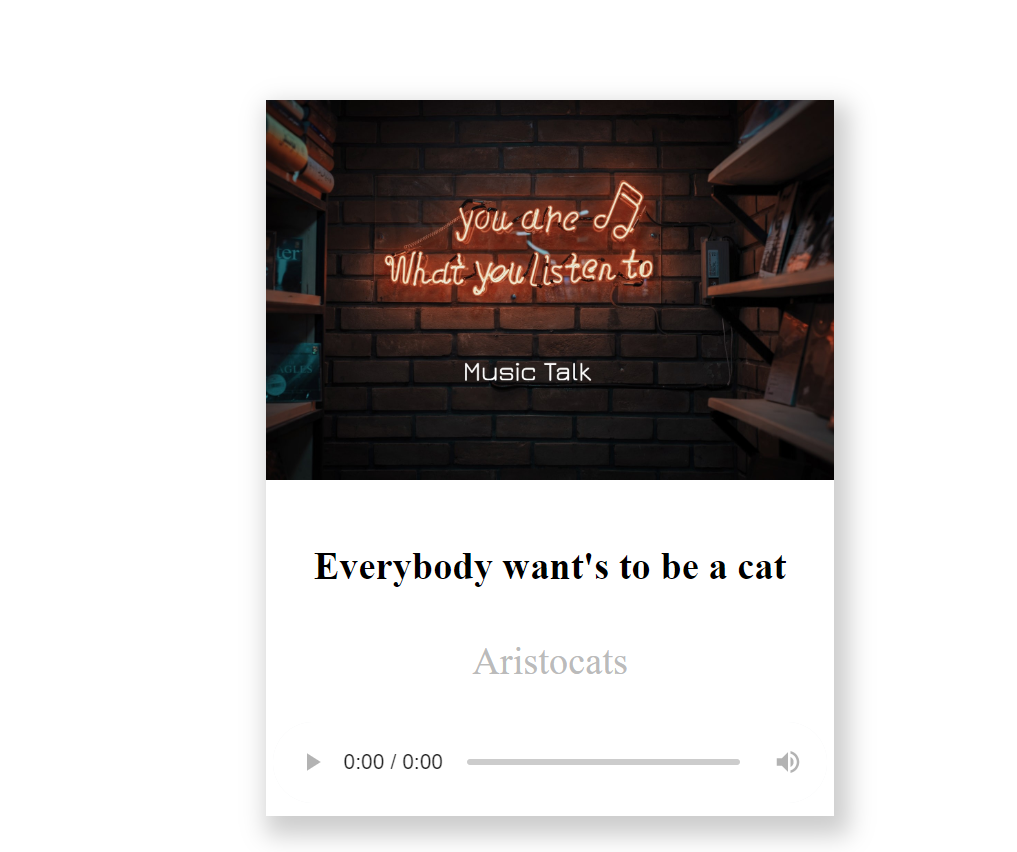 you are
What you listen to
Music Talk
Everybody want's to be a cat
Aristocats
0:00 / 0:00